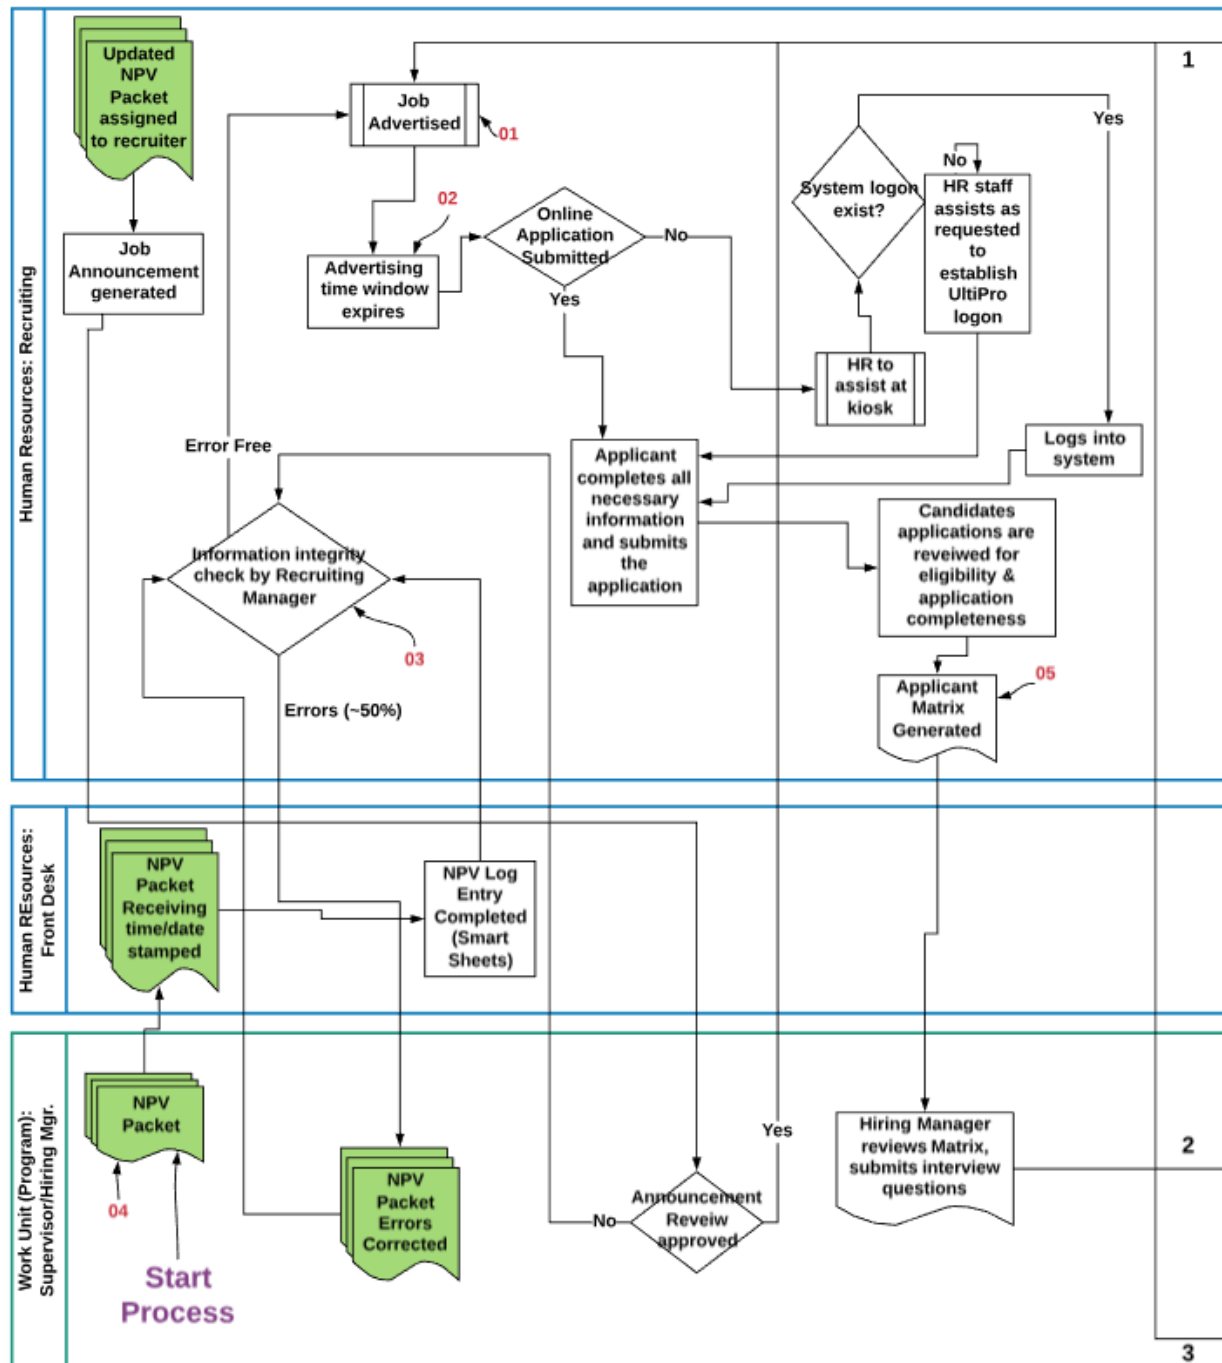 Human Resources: Recruiting
Updated
NPV
Packet
assigned
to recruiter
Job
Announcement
generated
Job
Advertised
01
02
Advertising
time window
expires
Online
Application
Submitted
No
Yes
System logon
exist?
Yes
No
HR staff
assists as
requested
to
establish
UltiPro
logon
HR to
assist at
kiosk
Logs into
system
1
Error Free
Information integrity
check by Recruiting
Manager
03
Errors (~50%)
Applicant
completes all
necessary
information
and submits
the
application
Candidates
applications are
reveiwed for
eligibility &
application
completeness
05
Applicant
Matrix
Generated
Human REsources:
Front Desk
NPV
Packet
Receiving
time/date
stamped
NPV Log
Entry
Completed
(Smart
Sheets)
Work Unit (Program):
Supervisor/Hiring Mgr.
NPV
Packet
04
Start
Process
NPV
Packet
Errors
Corrected
No
Announcement
Reveiw
approved
Yes
Hiring Manager
reviews Matrix,
submits interview
questions
2
3